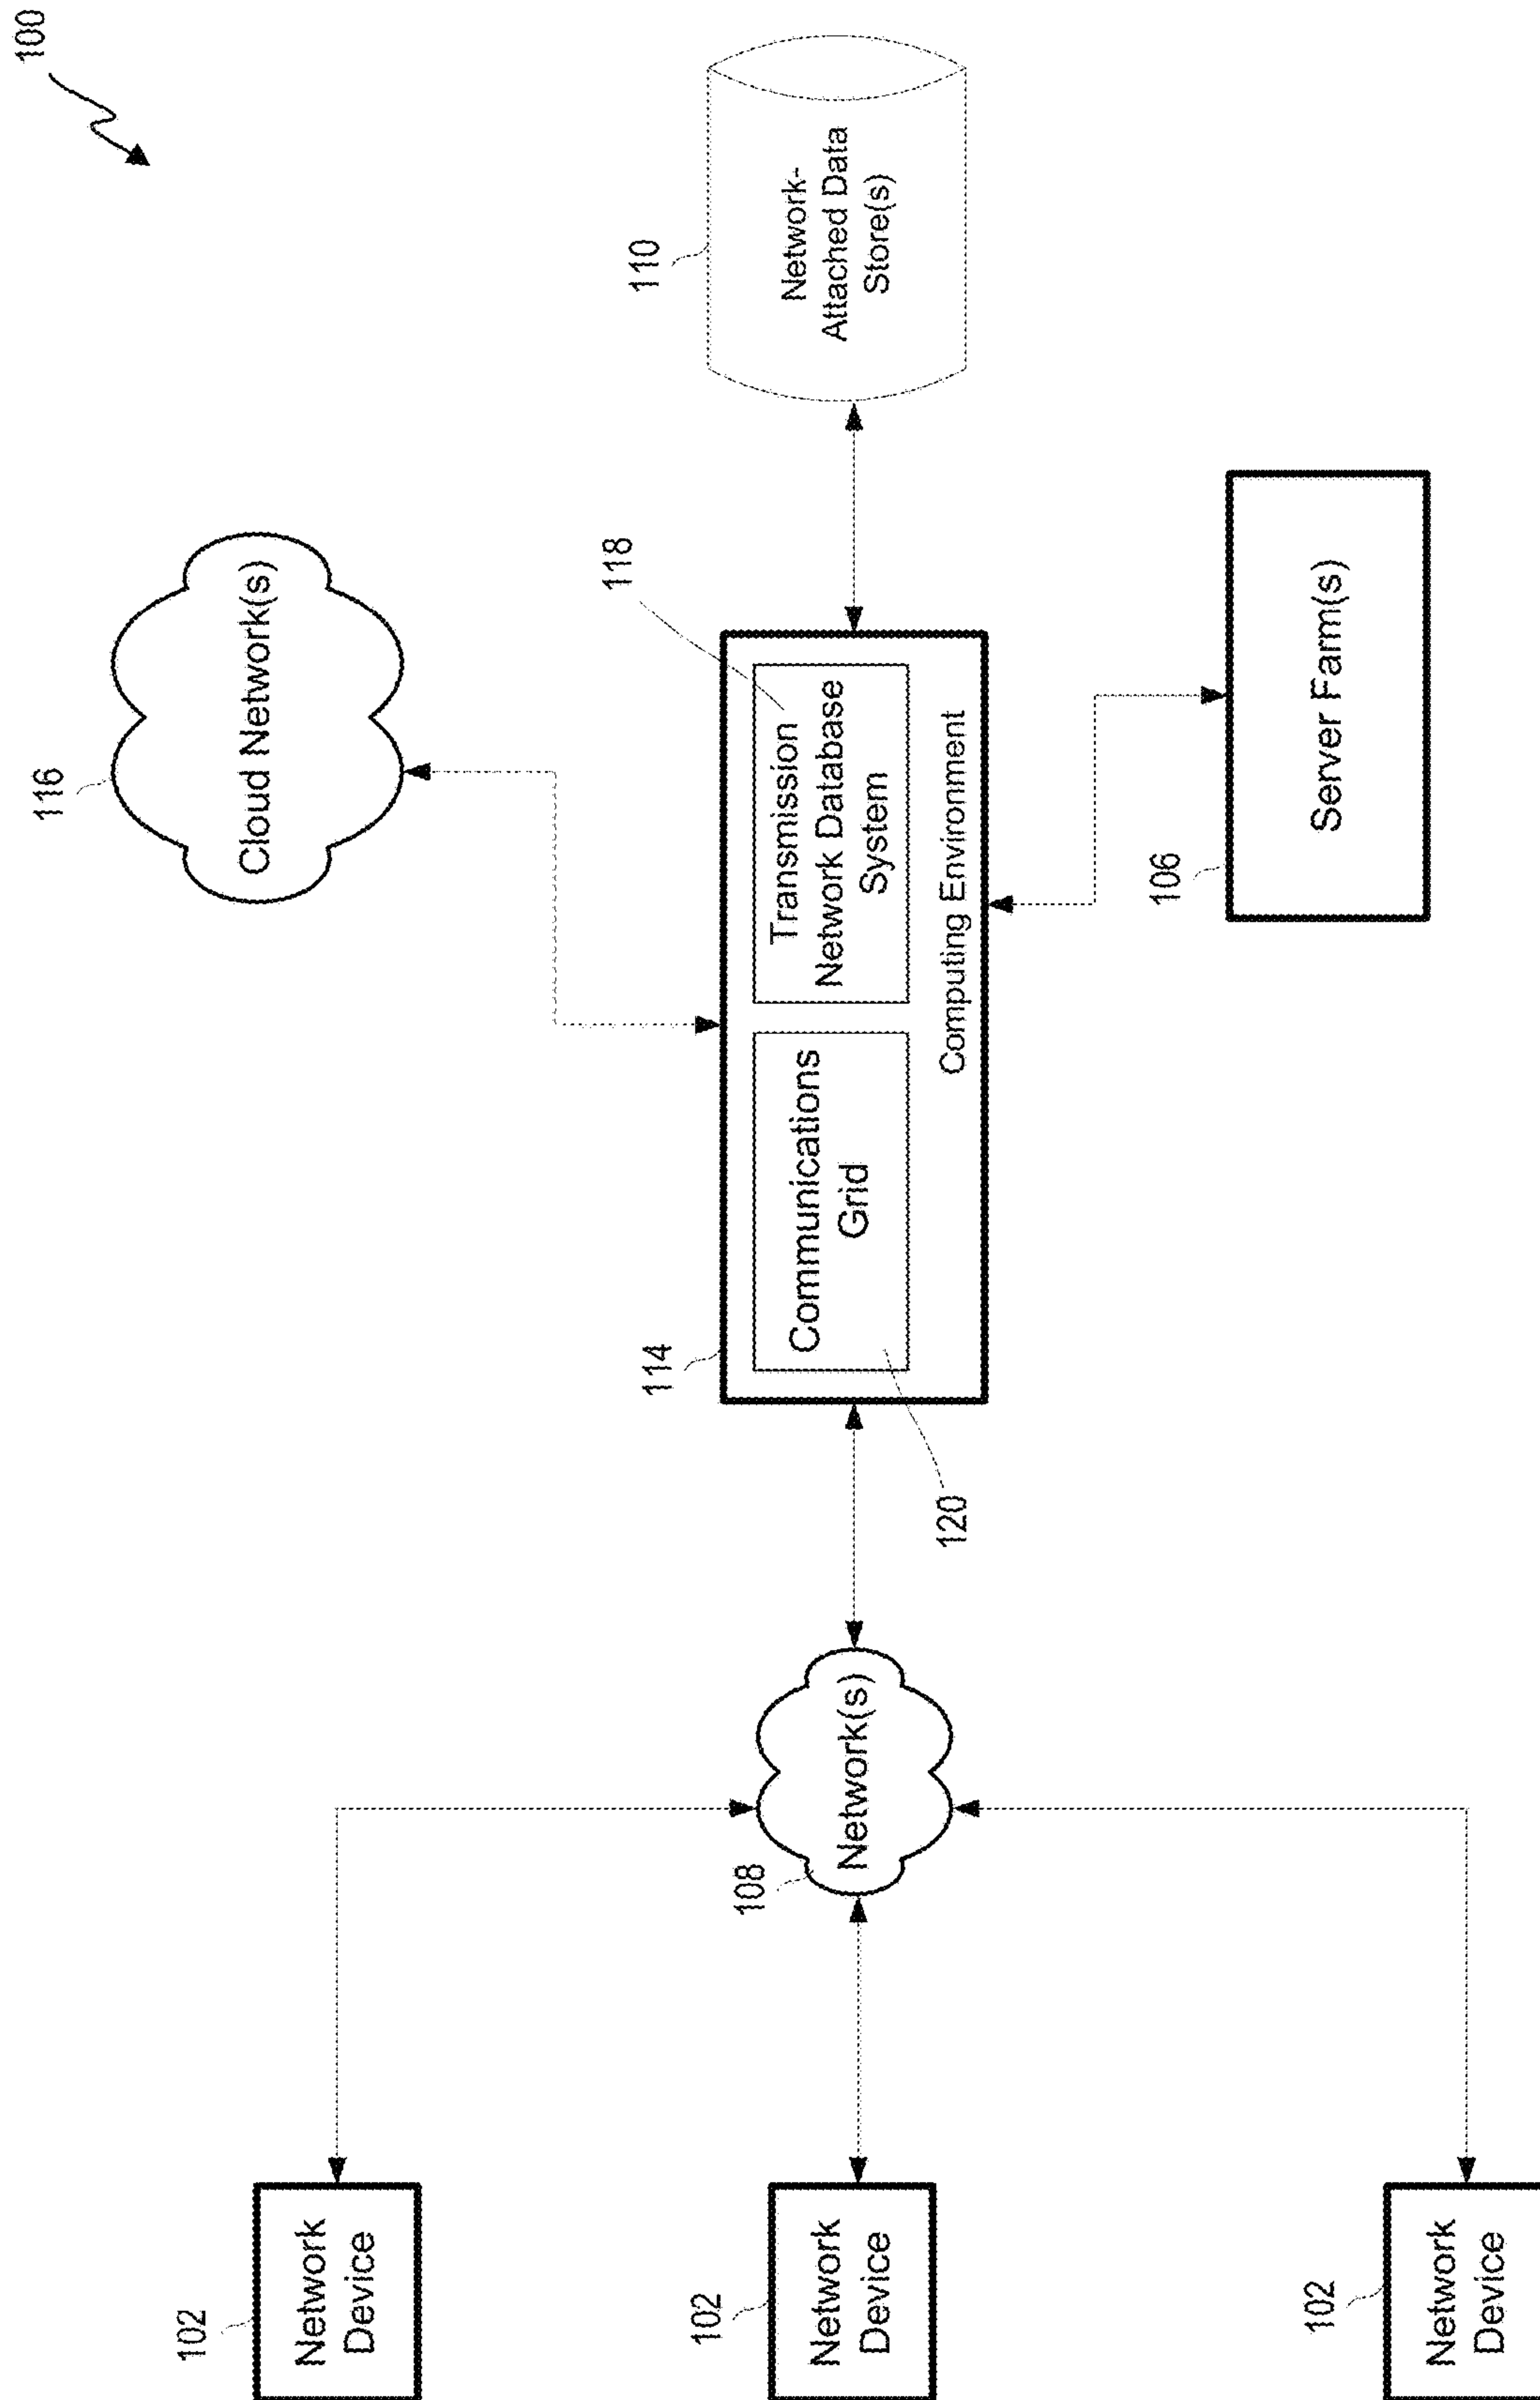 100
116
Cloud Network(s)
102
Network
Device
114
118
110
Communications
Grid
Transmission
Network Database
System
Computing Environment
Network-
Attached Data
Store(s)
102
Network
Device
108
Network(s)
120
106
Server Farm(s)
102
Network
Device